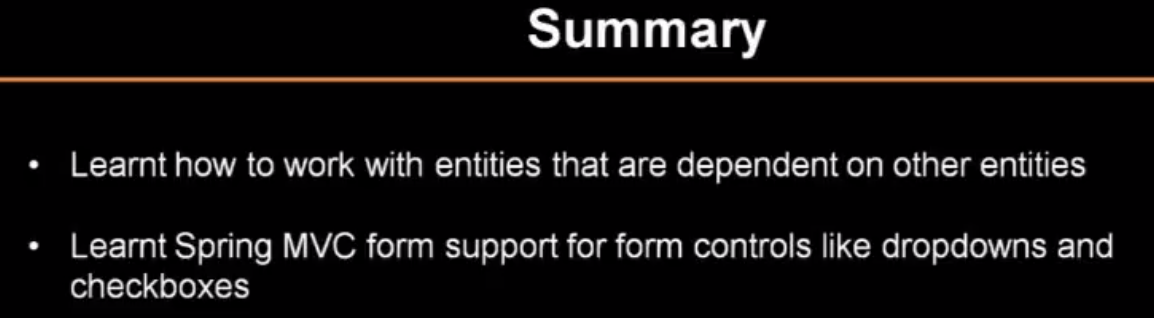 Summary
• Learnt how to work with entities that are dependent on other entities
• Learnt Spring MVC form support for form controls like dropdowns and
checkboxes